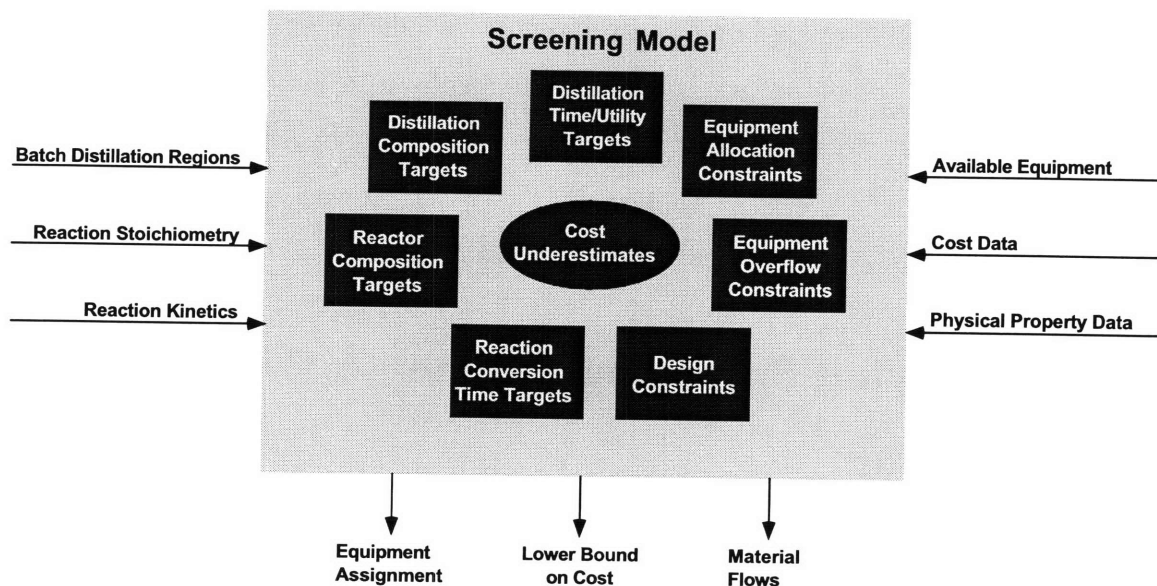 Screening Model
Distillation
Time/Utility
Targets
Distillation
Composition
Targets
Equipment
Allocation
Constraints
Batch Distillation Regions
Available Equipment
Reactor
Composition
Targets
Cost
Underestimates
Equipment
Overflow
Constraints
Reaction Stoichiometry
Cost Data
Reaction Kinetics
Physical Property Data
Reaction
Conversion
Time Targets
Design
Constraints
Equipment
Assignment
Lower Bound
on Cost
Material
Flows